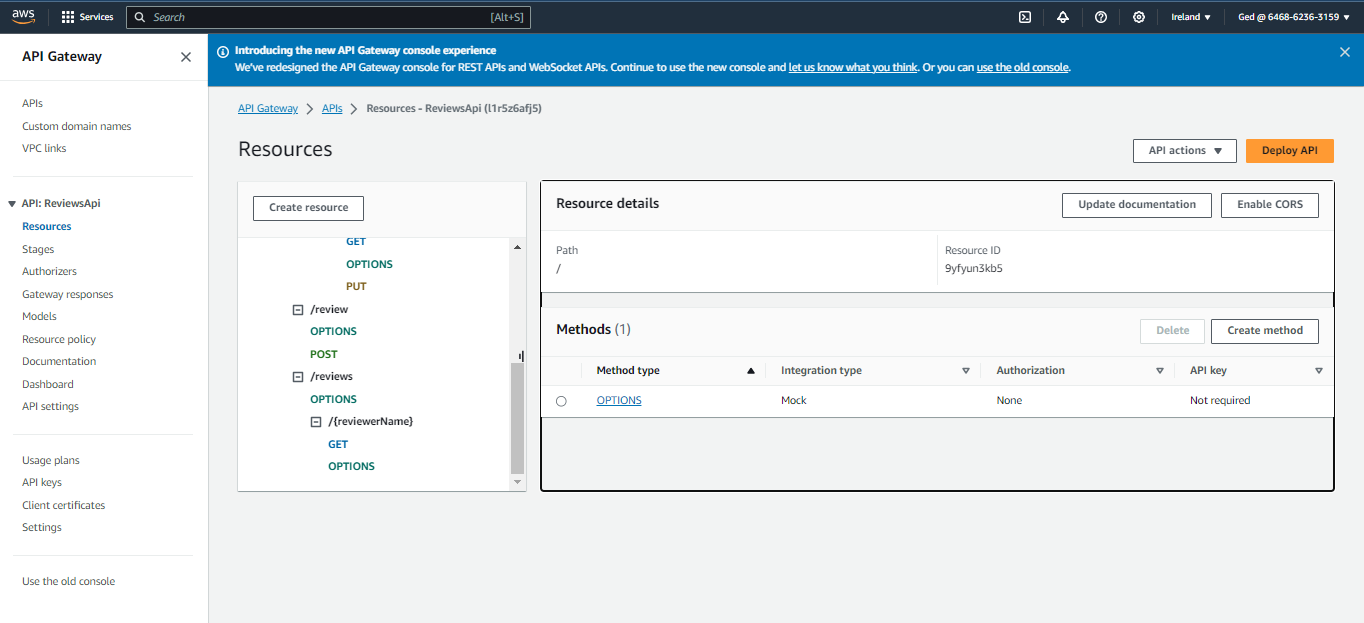 aws
Services
Search
[Alt+S]
Ireland ▼
Ged @ 6468-6236-3159 ▼
API Gateway
APIs
Custom domain names
VPC links
API: ReviewsApi
Resources
Stages
Authorizers
Gateway responses
Models
Resource policy
Documentation
Dashboard
API settings
Usage plans
API keys
Client certificates
Settings
Use the old console
Introducing the new API Gateway console experience
We've redesigned the API Gateway console for REST APIs and WebSocket APIs. Continue to use the new console and let us know what you think. Or you can use the old console.
API Gateway > APIs > Resources - ReviewsApi (l1r5z6afj5)
Resources
API actions ▼
Deploy API
Create resource
GET
OPTIONS
PUT
/review
OPTIONS
POST
/reviews
OPTIONS
/{reviewerName}
GET
OPTIONS
Resource details
Update documentation
Enable CORS
Path
/
Resource ID
9yfyun3kb5
Methods (1)
Delete
Create method
Method type
Integration type
Authorization
API key
OPTIONS
Mock
None
Not required